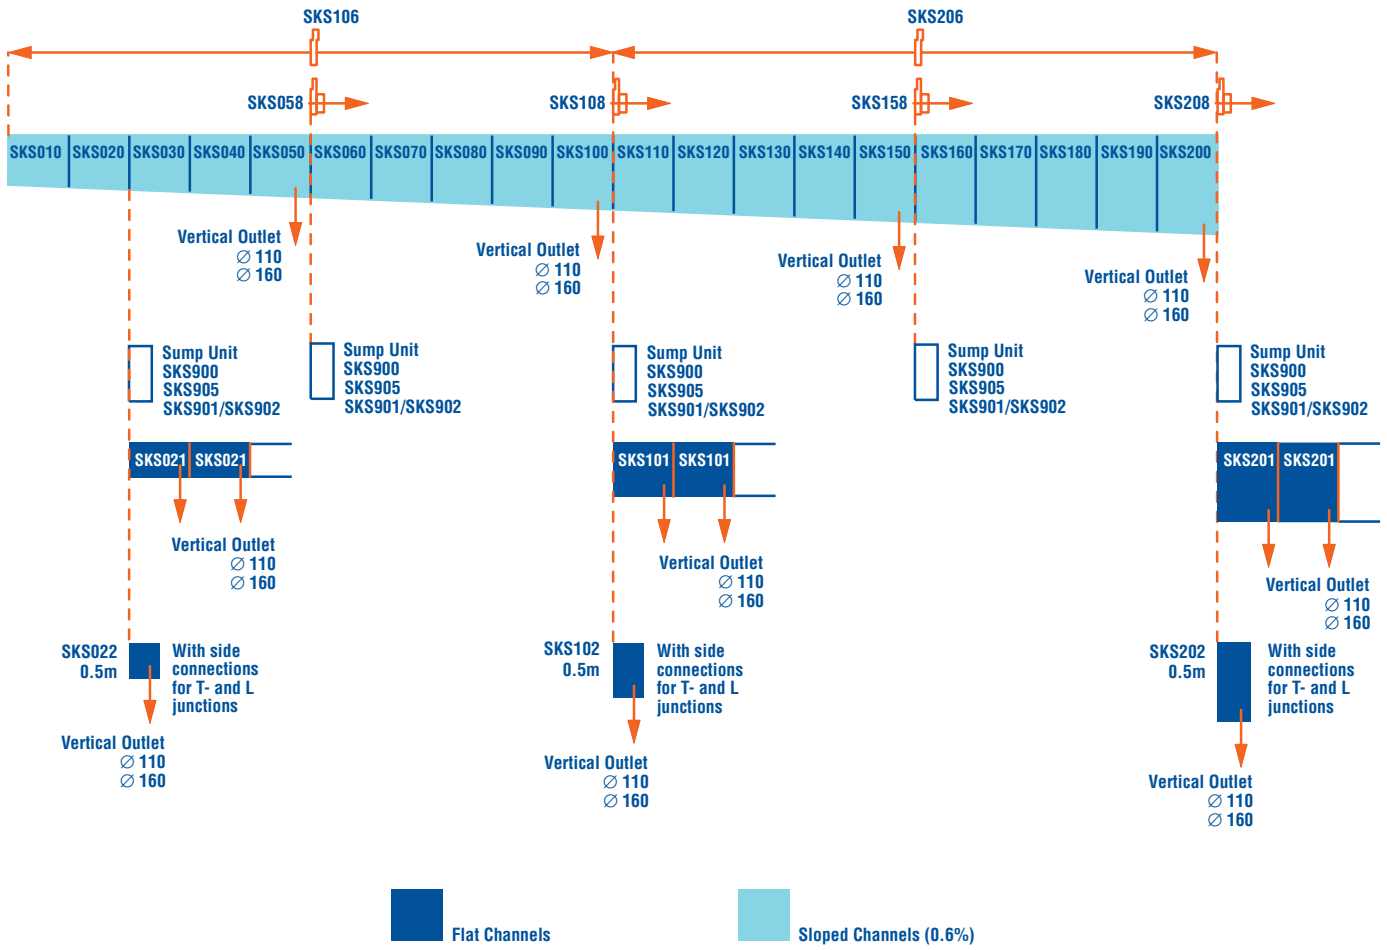 SKS106
SKS206
SKS058
SKS108
SKS158
SKS208
SKS010 SKS020 SKS030 SKS040 SKS050 SKS060 SKS070 SKS080 SKS090 SKS100 SKS110 SKS120 SKS130 SKS140 SKS150 SKS160 SKS170 SKS180 SKS190 SKS200
Vertical Outlet
∅ 110
∅ 160
Vertical Outlet
∅ 110
∅ 160
Vertical Outlet
∅ 110
∅ 160
Vertical Outlet
∅ 110
∅ 160
Sump Unit
SKS900
SKS905
SKS901/SKS902
Sump Unit
SKS900
SKS905
SKS901/SKS902
Sump Unit
SKS900
SKS905
SKS901/SKS902
Sump Unit
SKS900
SKS905
SKS901/SKS902
Sump Unit
SKS900
SKS905
SKS901/SKS902
SKS021 SKS021
SKS101 SKS101
SKS201 SKS201
Vertical Outlet
∅ 110
∅ 160
Vertical Outlet
∅ 110
∅ 160
Vertical Outlet
∅ 110
∅ 160
SKS022
0.5m
With side
connections
for T- and L
junctions
SKS102
0.5m
With side
connections
for T- and L
junctions
SKS202
0.5m
With side
connections
for T- and L
junctions
Vertical Outlet
∅ 110
∅ 160
Vertical Outlet
∅ 110
∅ 160
Vertical Outlet
∅ 110
∅ 160
Flat Channels
Sloped Channels (0.6%)